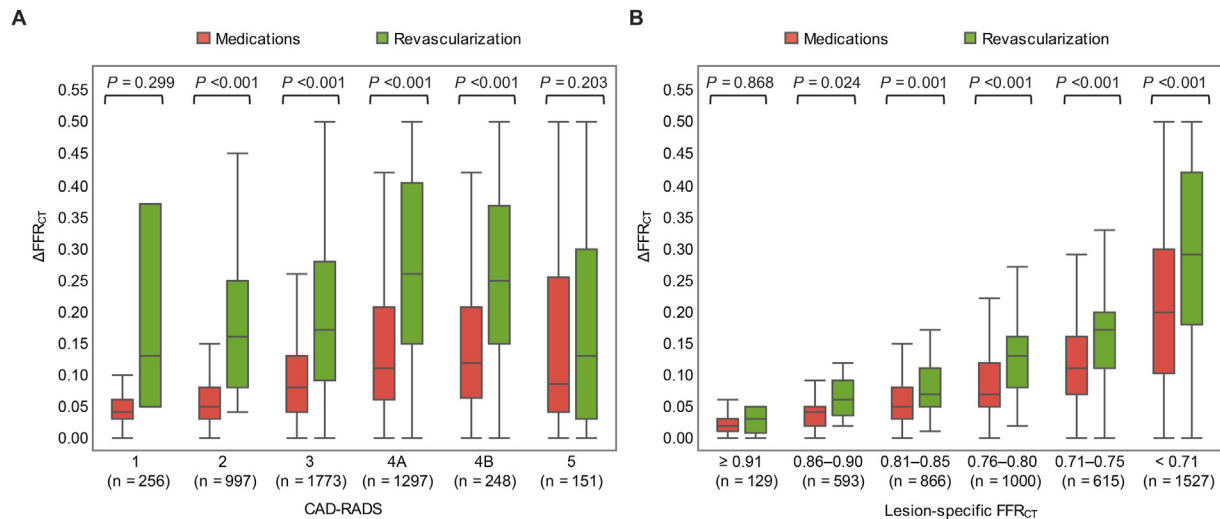 A
Medications Revascularization
P = 0.299 P <0.001 P <0.001 P <0.001 P <0.001 P = 0.203
0.55
0.50
0.45
0.40
0.35
0.30
0.25
0.20
0.15
0.10
0.05
0.00
ΔFFRCT
1 2 3 4A 4B 5
(n = 256) (n = 997) (n = 1773) (n = 1297) (n = 248) (n = 151)
CAD-RADS
B
Medications Revascularization
P = 0.868 P = 0.024 P = 0.001 P <0.001 P <0.001 P <0.001
0.55
0.50
0.45
0.40
0.35
0.30
0.25
0.20
0.15
0.10
0.05
0.00
ΔFFRCT
≥ 0.91 0.86–0.90 0.81–0.85 0.76–0.80 0.71–0.75 < 0.71
(n = 129) (n = 593) (n = 866) (n = 1000) (n = 615) (n = 1527)
Lesion-specific FFRCT